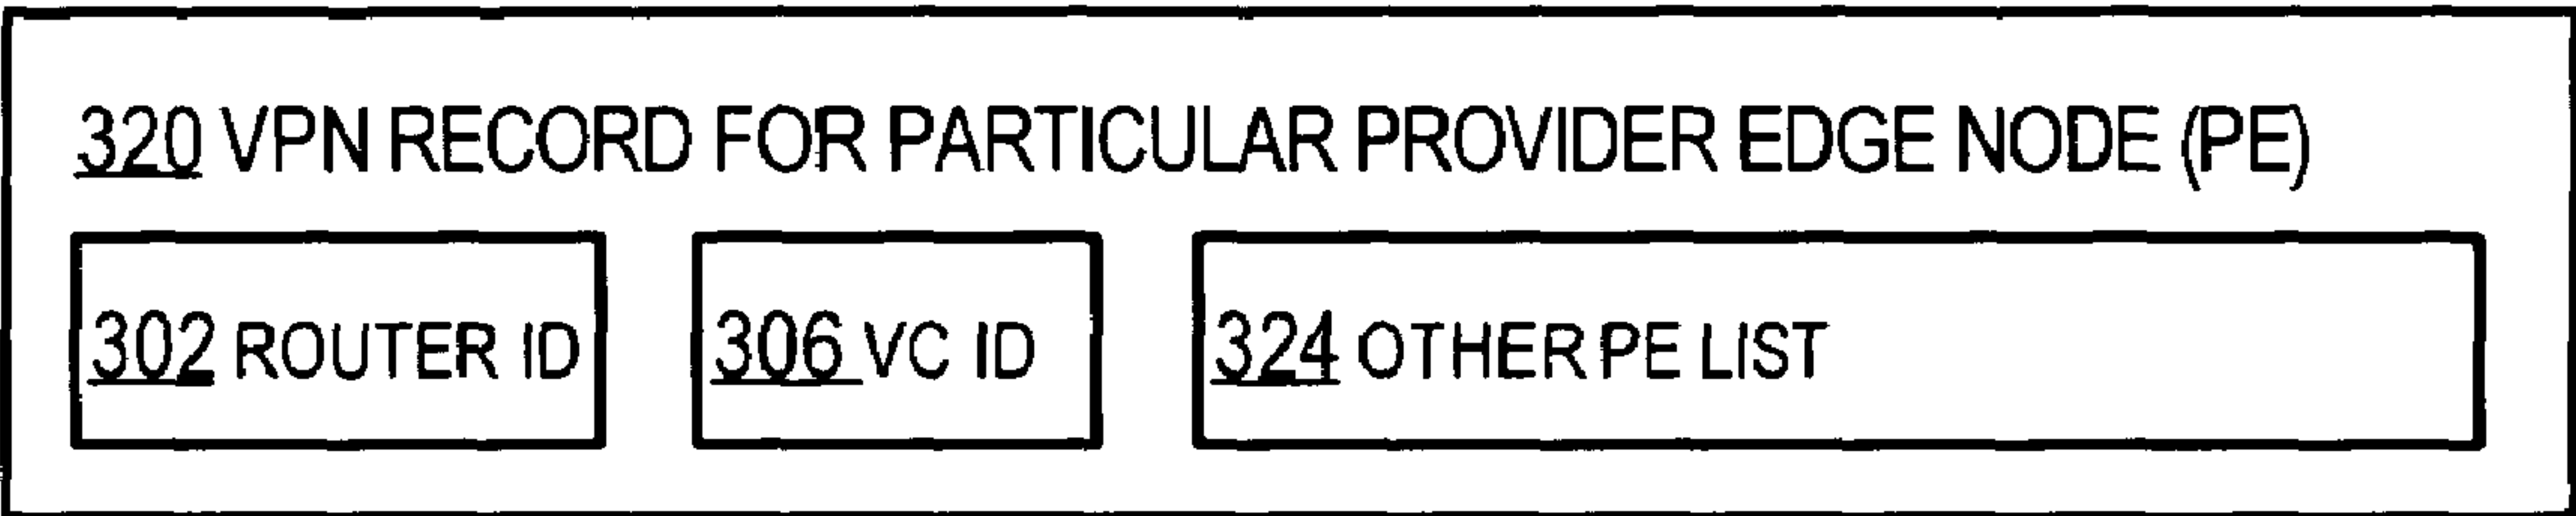 320 VPN RECORD FOR PARTICULAR PROVIDER EDGE NODE (PE)
302 ROUTER ID 306 VC ID 324 OTHER PE LIST